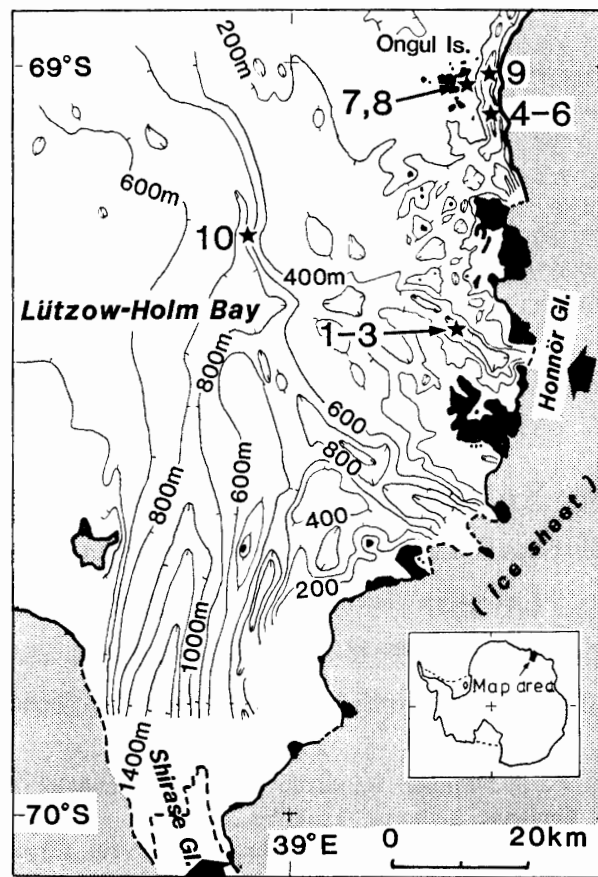 200m
Ongul Is.
69°S
9
7,8
4-6
600m
10
400m
Lützow-Holm Bay
1-3
Honnör Gl.
800m
600
800
600m
800m
400
( Ice sheet )
200
1000m
Map area
1400m
Shirase Gl.
70°S
39°E
0 20km